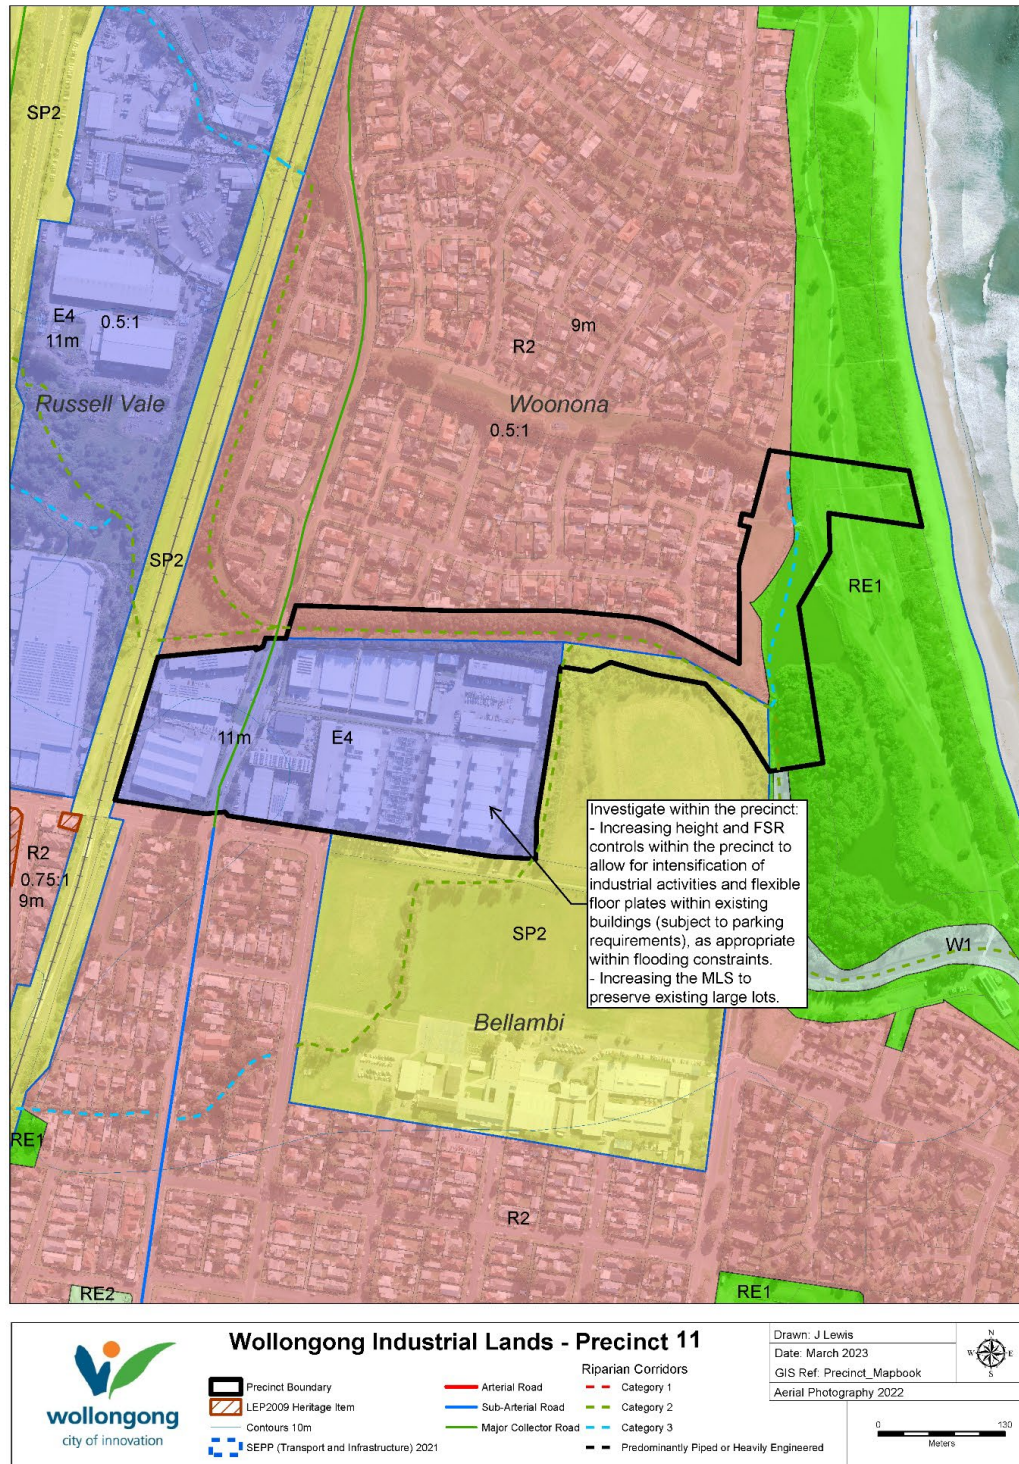 SP2
E4
0.5:1
11m
Russell Vale
9m
R2
Woonona
0.5:1
SP2
RE1
11m
E4
Investigate within the precinct:
- Increasing height and FSR
controls within the precinct to
allow for intensification of
industrial activities and flexible
floor plates within existing
buildings (subject to parking
requirements), as appropriate
within flooding constraints.
- Increasing the MLS to
preserve existing large lots.
R2
0.75:1
9m
SP2
W1
Bellambi
RE1
R2
RE2
RE1
wollongong
city of innovation
Wollongong Industrial Lands - Precinct 11
Precinct Boundary
LEP2009 Heritage Item
Contours 10m
SEPP (Transport and Infrastructure) 2021
Arterial Road
Sub-Arterial Road
Major Collector Road
Riparian Corridors
Category 1
Category 2
Category 3
Predominantly Piped or Heavily Engineered
Drawn: J Lewis
Date: March 2023
GIS Ref: Precinct_Mapbook
Aerial Photography 2022
N
W E
S
0 130
Meters